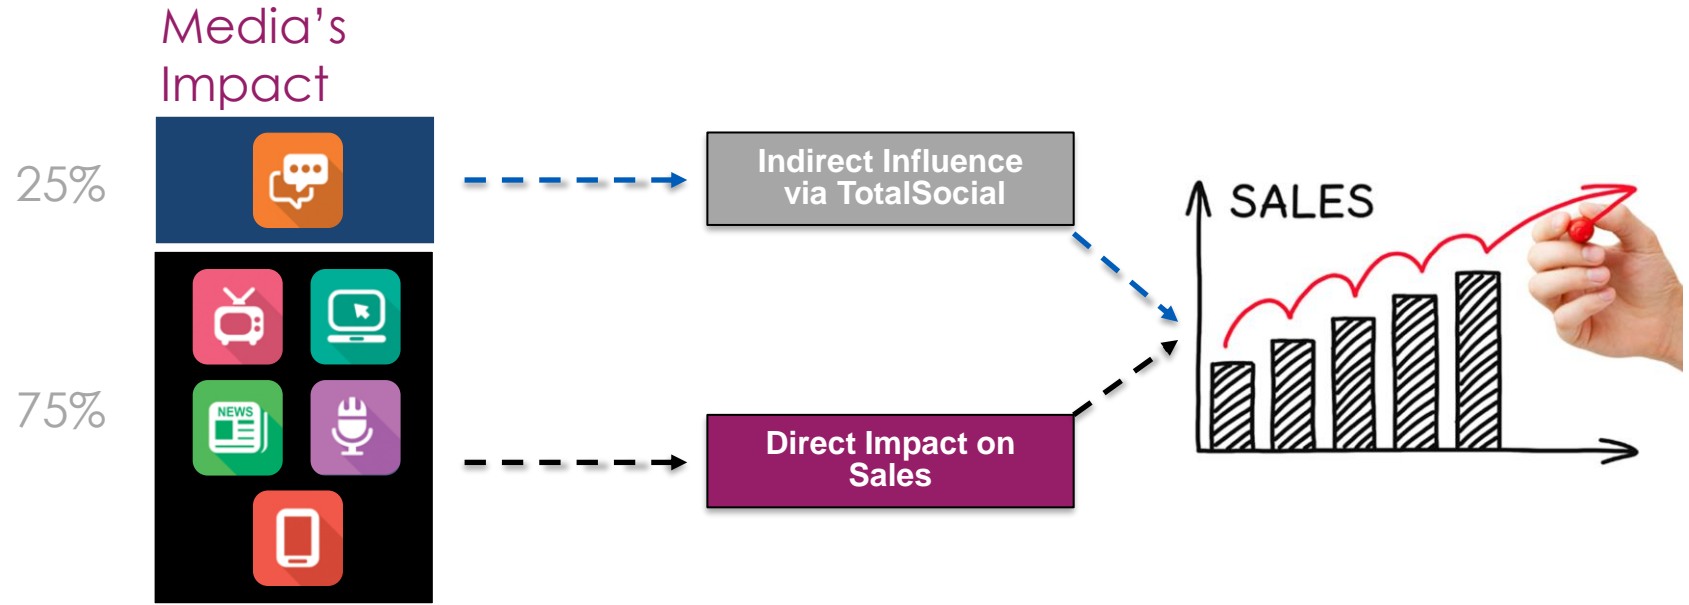 Media’s
Impact
25%
Indirect Influence
via TotalSocial
SALES
NEWS
75%
Direct Impact on
Sales